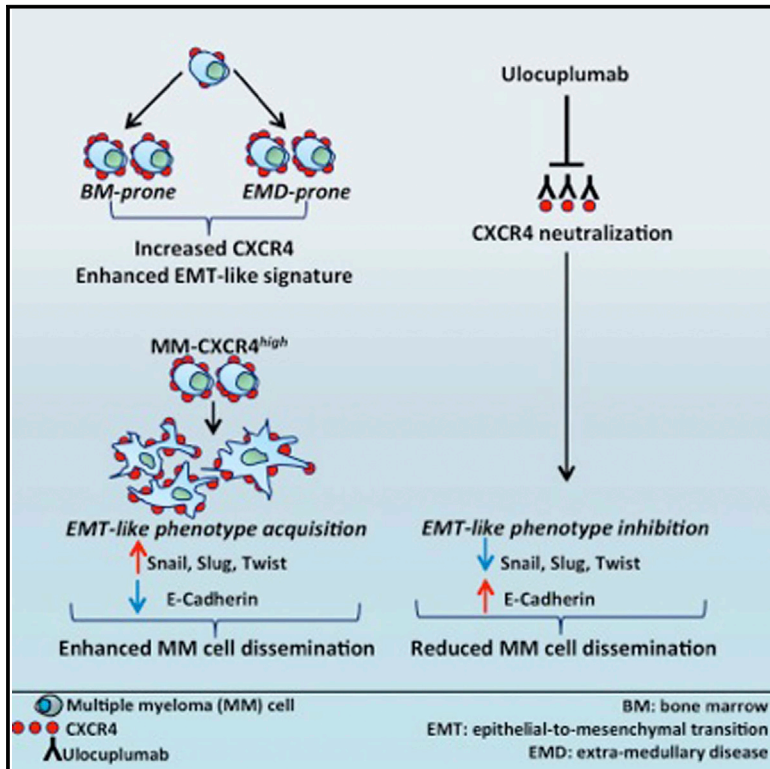 BM-prone
EMD-prone
Increased CXCR4
Enhanced EMT-like signature
MM-CXCR4high
EMT-like phenotype acquisition
Snail, Slug, Twist
E-Cadherin
Enhanced MM cell dissemination
Ulocuplumab
CXCR4 neutralization
EMT-like phenotype inhibition
Snail, Slug, Twist
E-Cadherin
Reduced MM cell dissemination
Multiple myeloma (MM) cell
CXCR4
Ulocuplumab
BM: bone marrow
EMT: epithelial-to-mesenchymal transition
EMD: extra-medullary disease